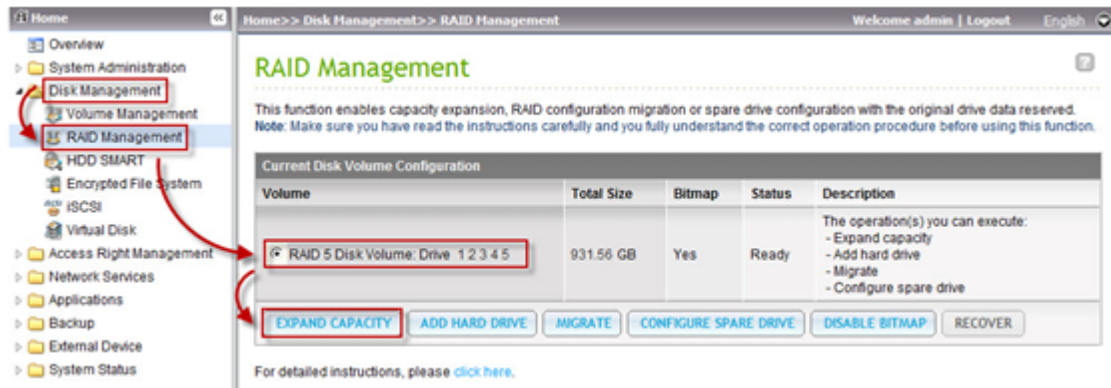 Home
Home>> Disk Management>> RAID Management
Welcome admin | Logout
English
Overview
System Administration
Disk Management
Volume Management
RAID Management
HDD SMART
Encrypted File System
iSCSI
Virtual Disk
Access Right Management
Network Services
Applications
Backup
External Device
System Status
RAID Management
This function enables capacity expansion, RAID configuration migration or spare drive configuration with the original drive data reserved.
Note: Make sure you have read the instructions carefully and you fully understand the correct operation procedure before using this function.
Current Disk Volume Configuration
Volume Total Size Bitmap Status Description
RAID 5 Disk Volume: Drive 1 2 3 4 5 931.56 GB Yes Ready
The operation(s) you can execute:
- Expand capacity
- Add hard drive
- Migrate
- Configure spare drive
EXPAND CAPACITY ADD HARD DRIVE MIGRATE CONFIGURE SPARE DRIVE DISABLE BITMAP RECOVER
For detailed instructions, please click here.